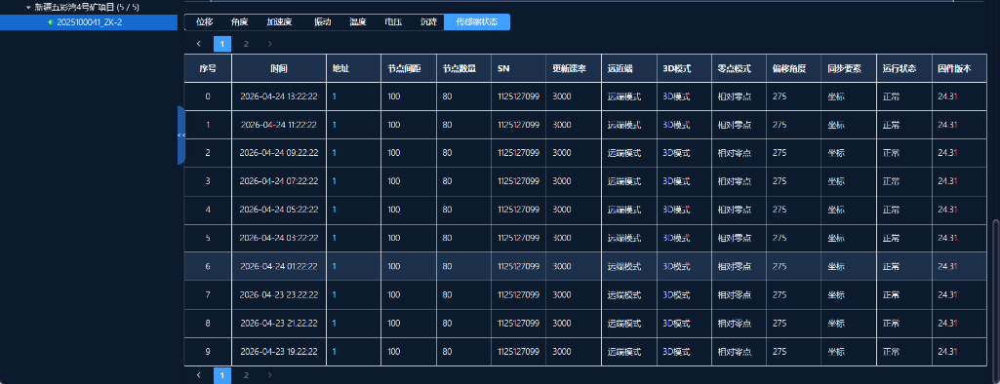 新疆五彩湾4号矿项目 (5 / 5)
2025100041_ZK-2
位移 角度 加速度 振动 温度 电压 沉降 传感器状态
< 1 2 >
序号 时间 地址 节点间距 节点数量 SN 更新速率 远近端 3D模式 零点模式 偏移角度 同步要素 运行状态 固件版本
0 2026-04-24 13:22:22 1 100 80 1125127099 3000 远端模式 3D模式 相对零点 275 坐标 正常 24.31
1 2026-04-24 11:22:22 1 100 80 1125127099 3000 远端模式 3D模式 相对零点 275 坐标 正常 24.31
<<
2 2026-04-24 09:22:22 1 100 80 1125127099 3000 远端模式 3D模式 相对零点 275 坐标 正常 24.31
3 2026-04-24 07:22:22 1 100 80 1125127099 3000 远端模式 3D模式 相对零点 275 坐标 正常 24.31
4 2026-04-24 05:22:22 1 100 80 1125127099 3000 远端模式 3D模式 相对零点 275 坐标 正常 24.31
5 2026-04-24 03:22:22 1 100 80 1125127099 3000 远端模式 3D模式 相对零点 275 坐标 正常 24.31
6 2026-04-24 01:22:22 1 100 80 1125127099 3000 远端模式 3D模式 相对零点 275 坐标 正常 24.31
7 2026-04-23 23:22:22 1 100 80 1125127099 3000 远端模式 3D模式 相对零点 275 坐标 正常 24.31
8 2026-04-23 21:22:22 1 100 80 1125127099 3000 远端模式 3D模式 相对零点 275 坐标 正常 24.31
9 2026-04-23 19:22:22 1 100 80 1125127099 3000 远端模式 3D模式 相对零点 275 坐标 正常 24.31
< 1 2 >